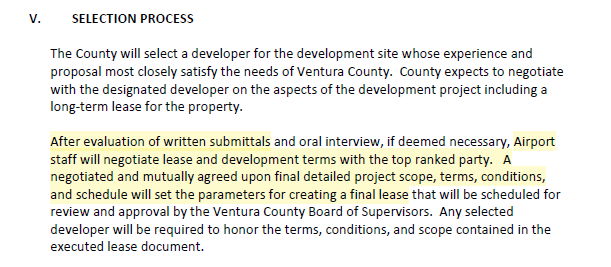 V. SELECTION PROCESS
The County will select a developer for the development site whose experience and
proposal most closely satisfy the needs of Ventura County. County expects to negotiate
with the designated developer on the aspects of the development project including a
long-term lease for the property.
After evaluation of written submittals and oral interview, if deemed necessary, Airport
staff will negotiate lease and development terms with the top ranked party. A
negotiated and mutually agreed upon final detailed project scope, terms, conditions,
and schedule will set the parameters for creating a final lease that will be scheduled for
review and approval by the Ventura County Board of Supervisors. Any selected
developer will be required to honor the terms, conditions, and scope contained in the
executed lease document.